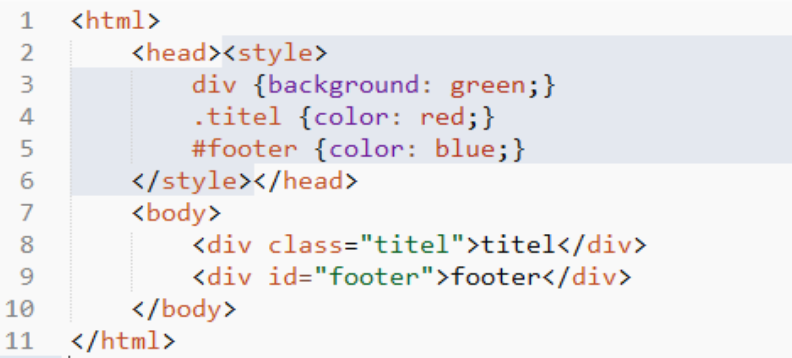 1 <html>
2 <head><style>
3 div {background: green;}
4 .titel {color: red;}
5 #footer {color: blue;}
6 </style></head>
7 <body>
8 <div class="titel">titel</div>
9 <div id="footer">footer</div>
10 </body>
11 </html>